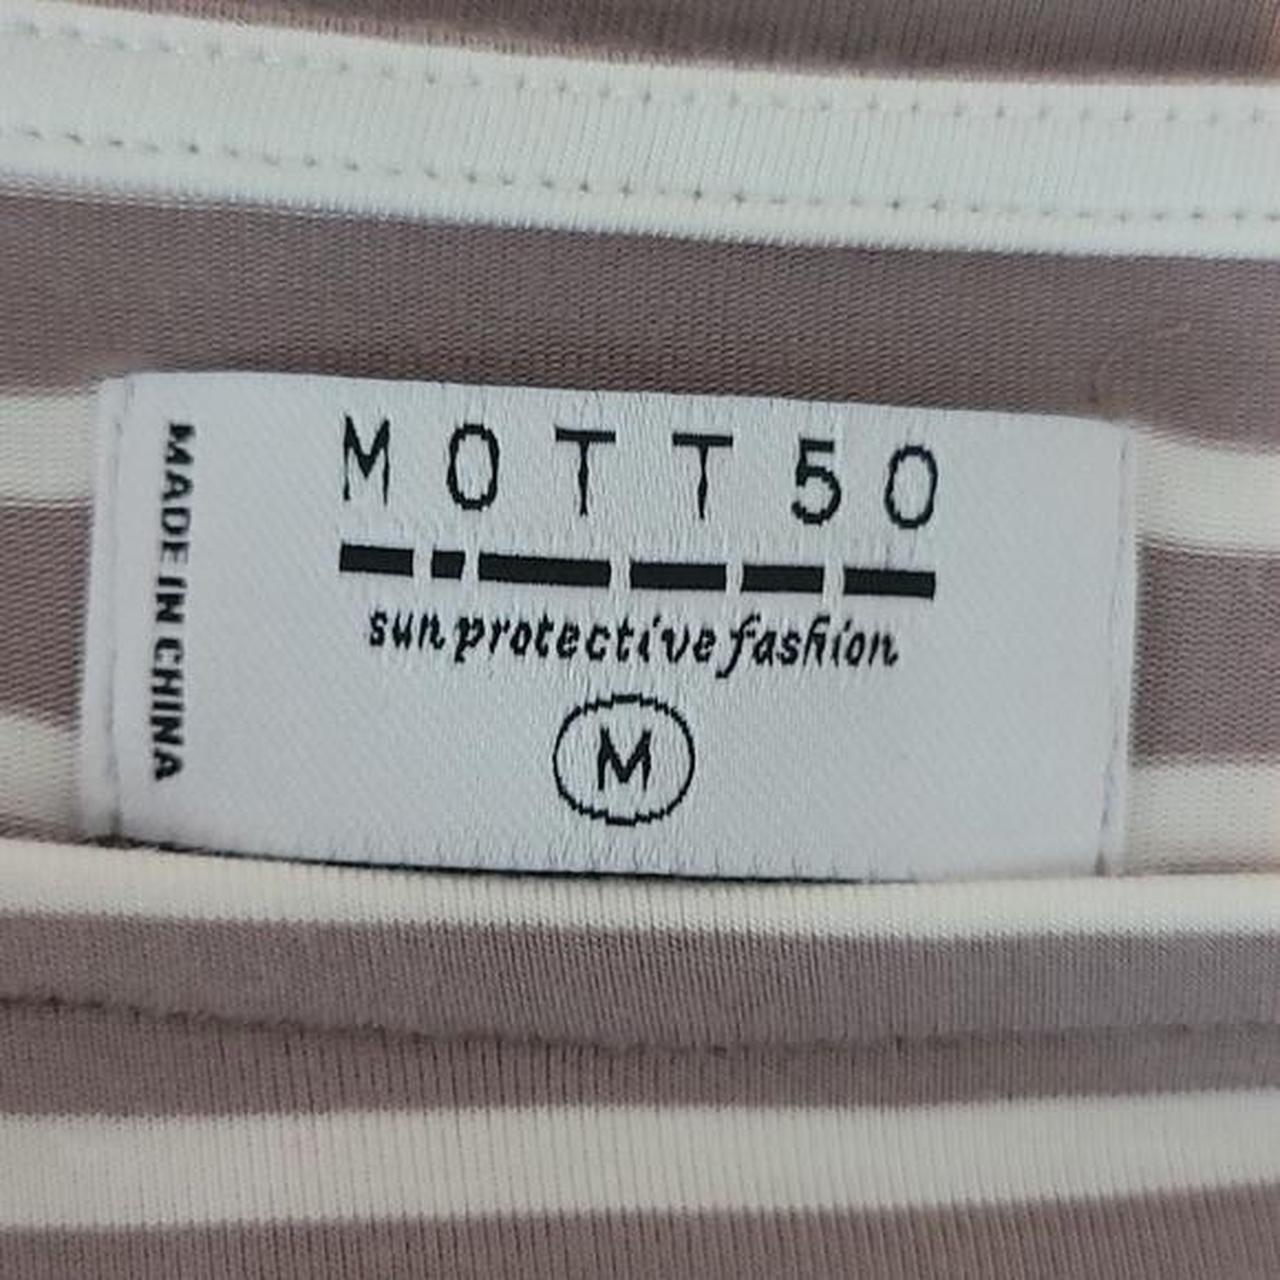 MOTT50
sun protective fashion
M
MADE IN CHINA